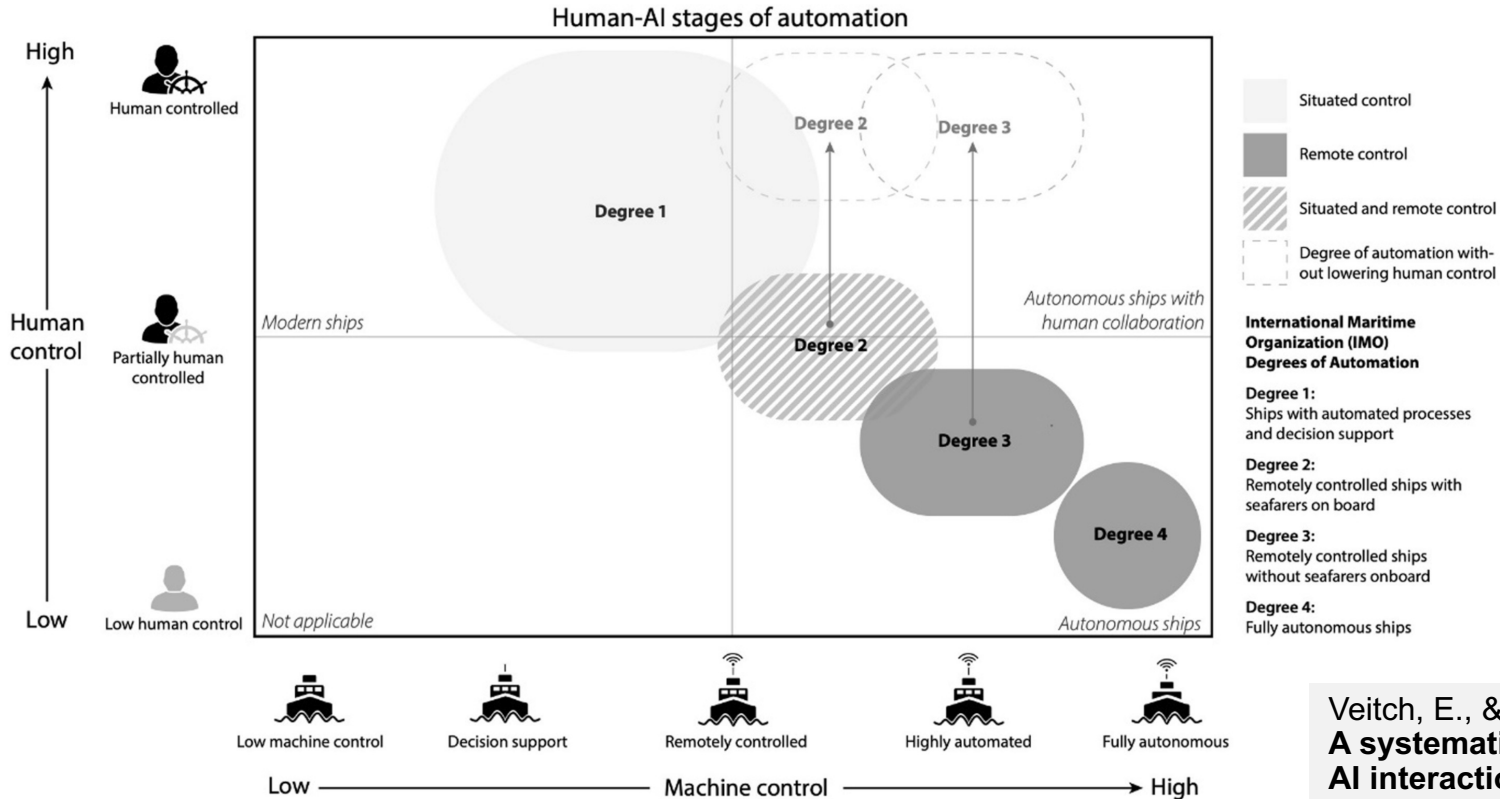 Human-AI stages of automation
High
Human controlled
Human
control
Partially human
controlled
Low
Low human control
Degree 2
Degree 3
Degree 1
Modern ships
Autonomous ships with
human collaboration
Degree 2
Degree 3
Degree 4
Not applicable
Autonomous ships
Low machine control
Decision support
Remotely controlled
Highly automated
Fully autonomous
Low
Machine control
High
Situated control
Remote control
Situated and remote control
Degree of automation with-
out lowering human control
International Maritime
Organization (IMO)
Degrees of Automation
Degree 1:
Ships with automated processes
and decision support
Degree 2:
Remotely controlled ships with
seafarers on board
Degree 3:
Remotely controlled ships
without seafarers onboard
Degree 4:
Fully autonomous ships
Veitch, E., &
A systemati
AI interactio